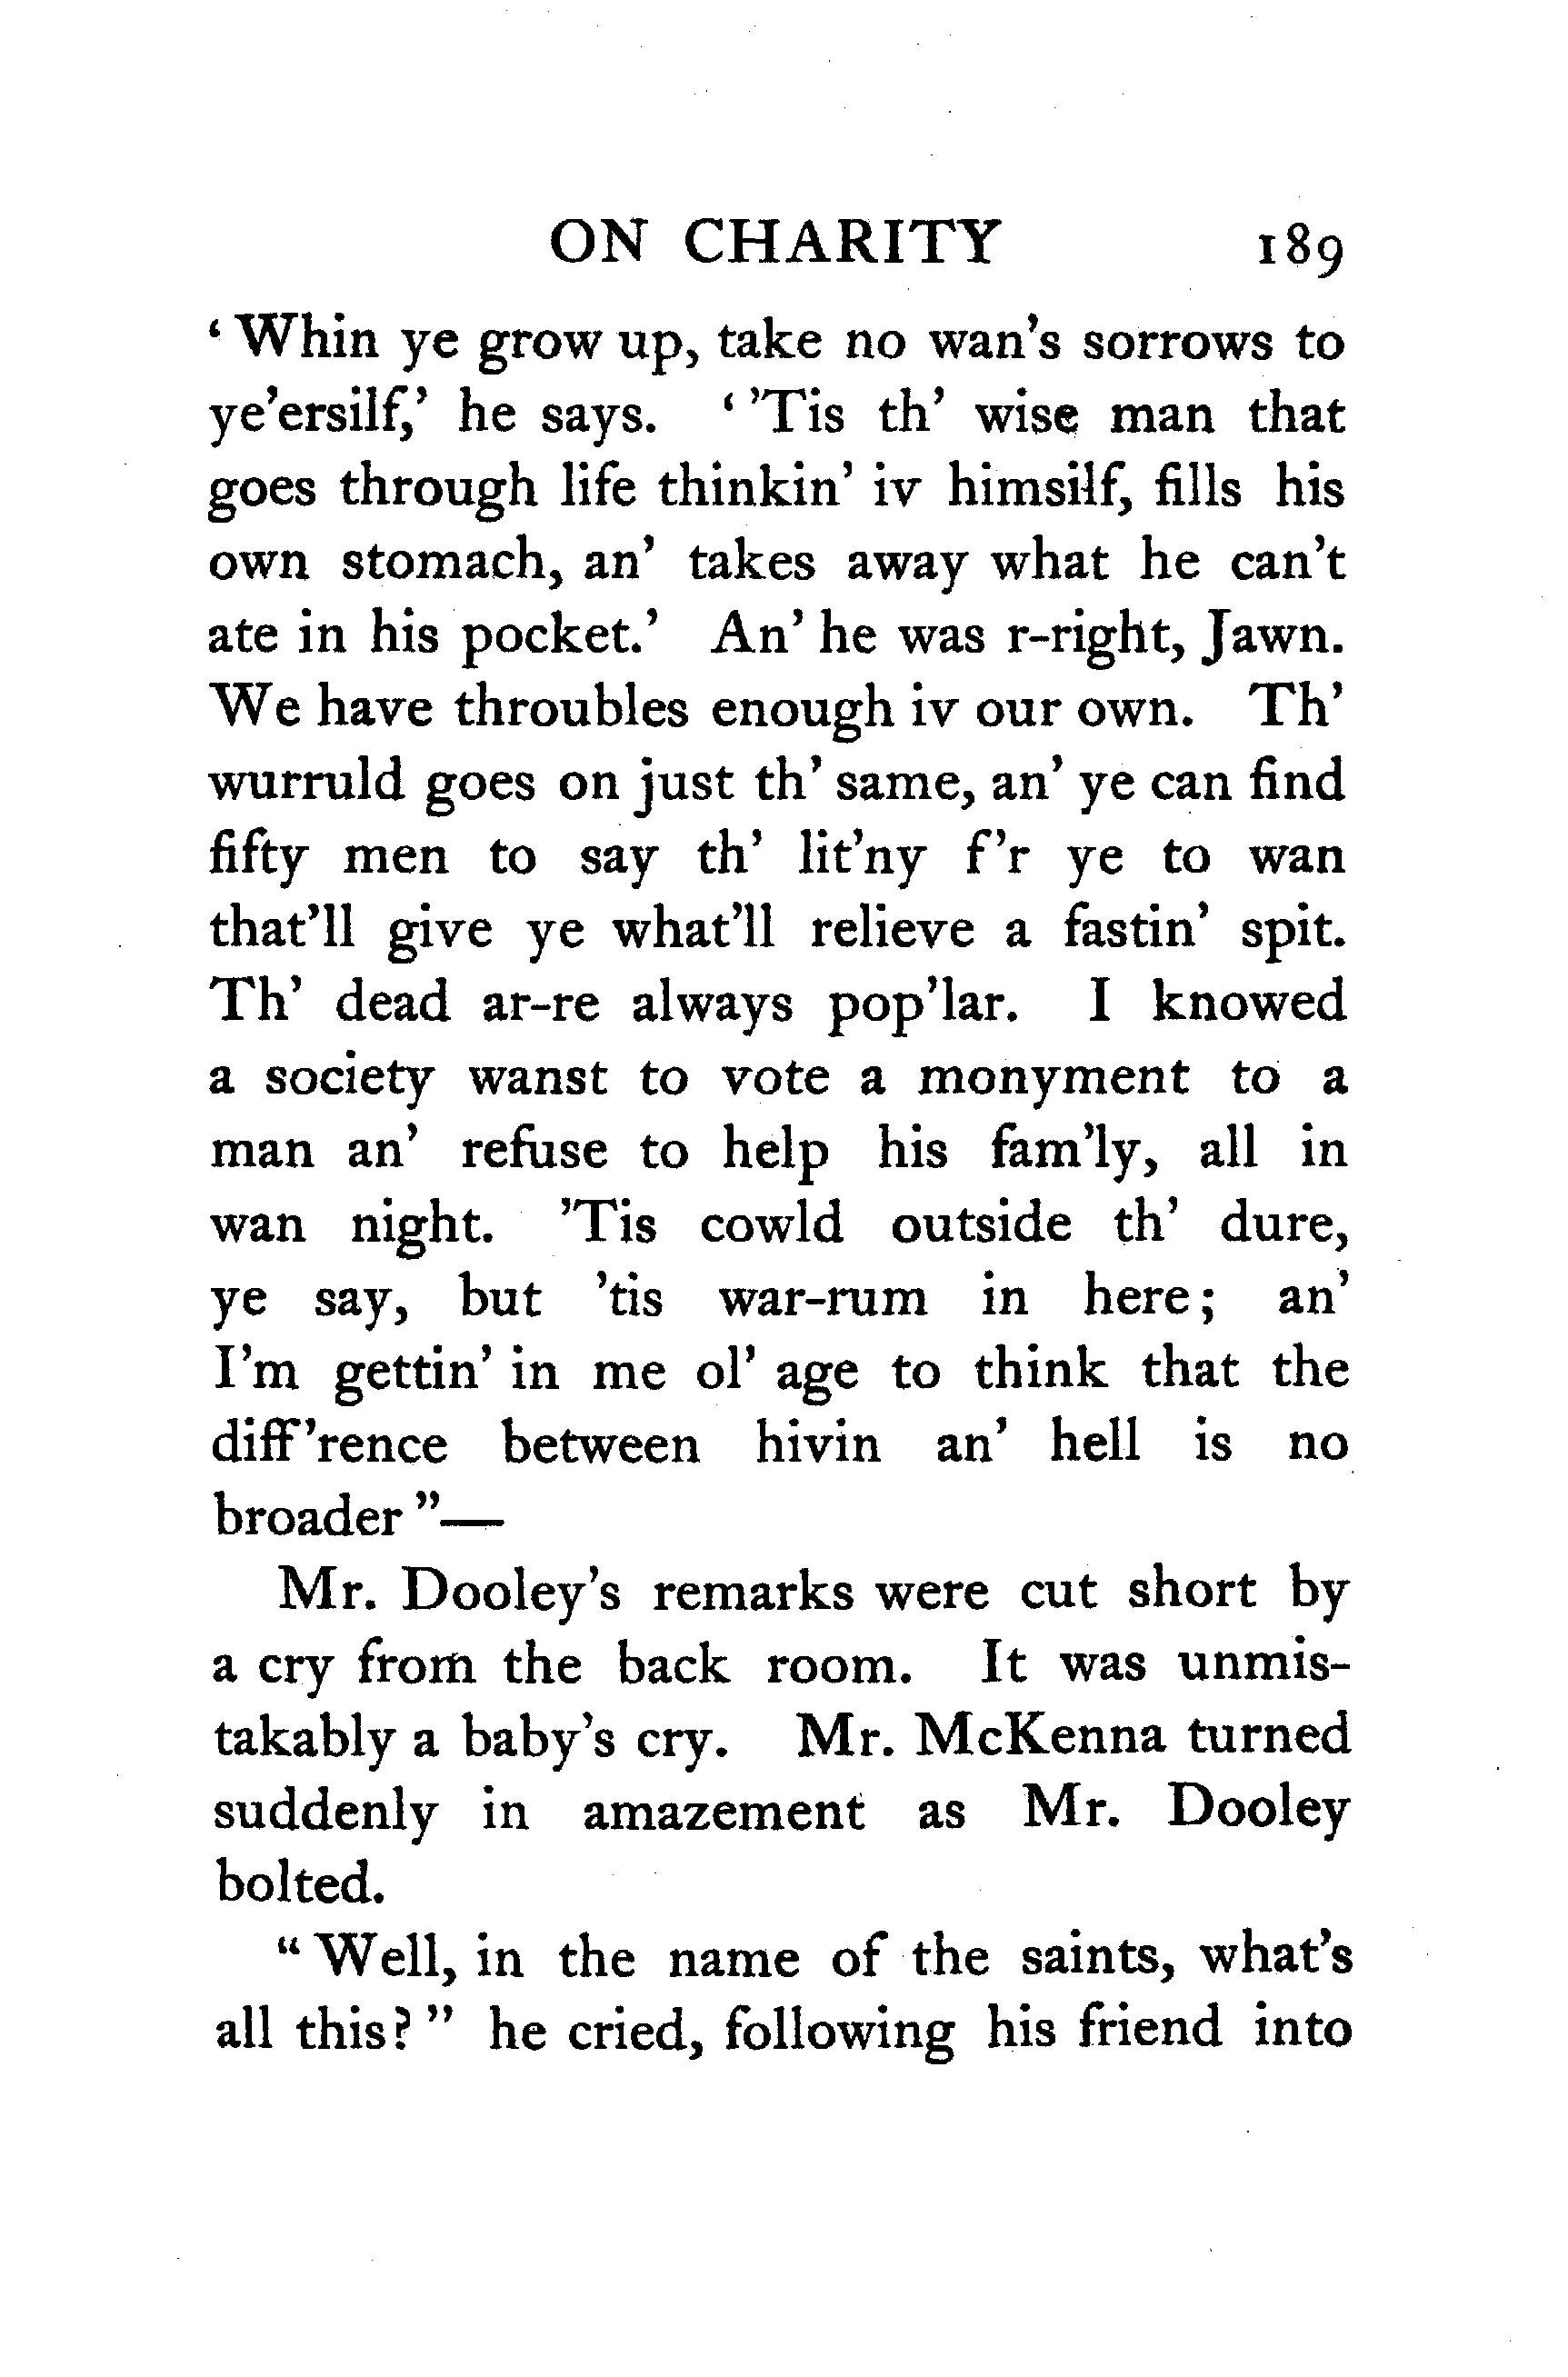 ON CHARITY 189
‘ Whin ye grow up, take no wan’s sorrows to
ye’ersilf,’ he says. ‘ ’Tis th’ wise man that
goes through life thinkin’ iv himsilf, fills his
own stomach, an’ takes away what he can’t
ate in his pocket.’ An’ he was r-right, Jawn.
We have throubles enough iv our own. Th’
wurruld goes on just th’ same, an’ ye can find
fifty men to say th’ lit’ny f’r ye to wan
that’ll give ye what’ll relieve a fastin’ spit.
Th’ dead ar-re always pop’lar. I knowed
a society wanst to vote a monyment to a
man an’ refuse to help his fam’ly, all in
wan night. ’Tis cowld outside th’ dure,
ye say, but ’tis war-rum in here; an’
I’m gettin’ in me ol’ age to think that the
diff’rence between hivin an’ hell is no
broader ”—
Mr. Dooley’s remarks were cut short by
a cry from the back room. It was unmis-
takably a baby’s cry. Mr. McKenna turned
suddenly in amazement as Mr. Dooley
bolted.
“ Well, in the name of the saints, what’s
all this? ” he cried, following his friend into